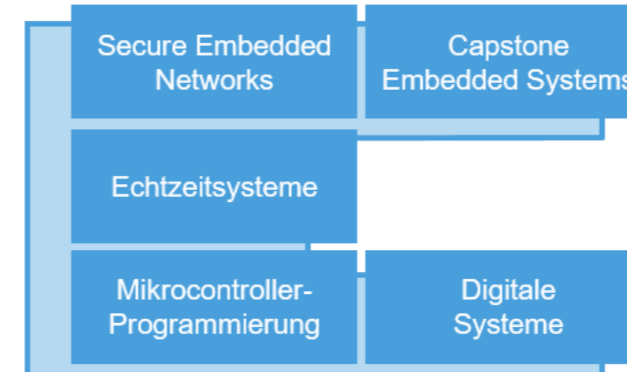 Secure Embedded
Networks
Capstone
Embedded Systems
Echtzeitsysteme
Mikrocontroller-
Programmierung
Digitale
Systeme